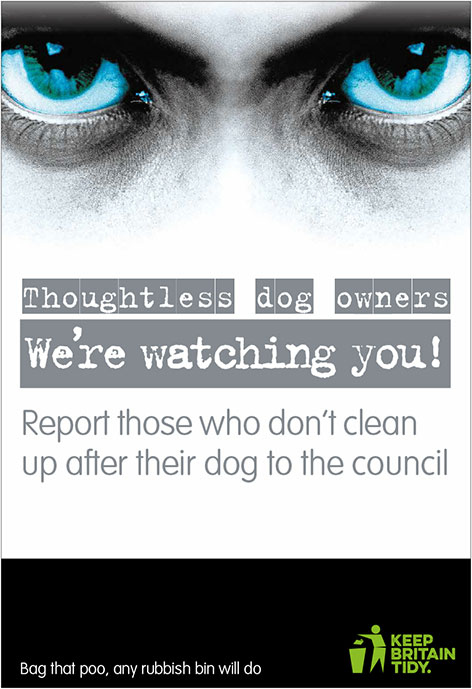 Thoughtless dog owners
We're watching you!
Report those who don't clean
up after their dog to the council
Bag that poo, any rubbish bin will do
KEEP
BRITAIN
TIDY.